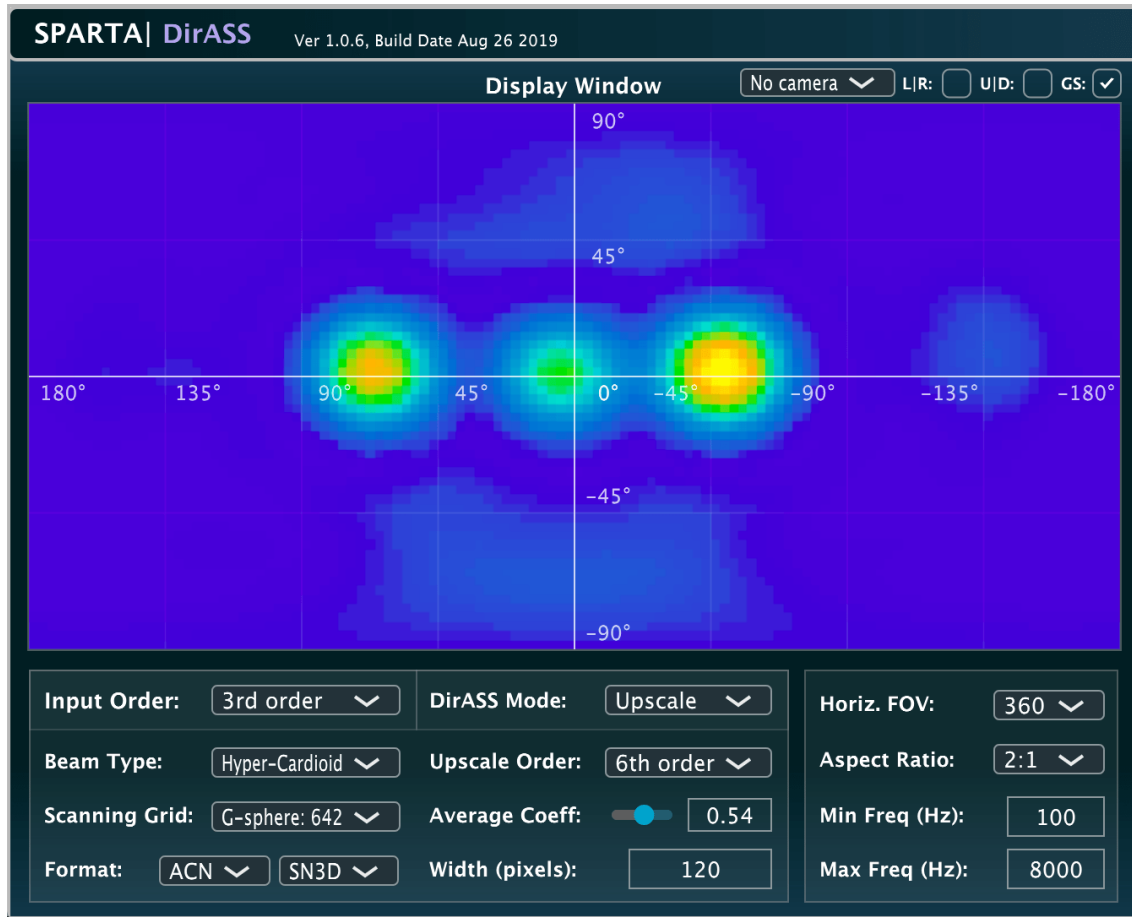 SPARTA| DirASS Ver 1.0.6, Build Date Aug 26 2019
Display Window No camera L|R: U|D: GS:
90°
45°
180° 135° 90° 45° 0° -45° -90° -135° -180°
-45°
-90°
Input Order: 3rd order DirASS Mode: Upscale
Beam Type: Hyper-Cardioid Upscale Order: 6th order
Scanning Grid: G-sphere: 642 Average Coeff: 0.54
Format: ACN SN3D Width (pixels): 120
Horiz. FOV: 360
Aspect Ratio: 2:1
Min Freq (Hz): 100
Max Freq (Hz): 8000